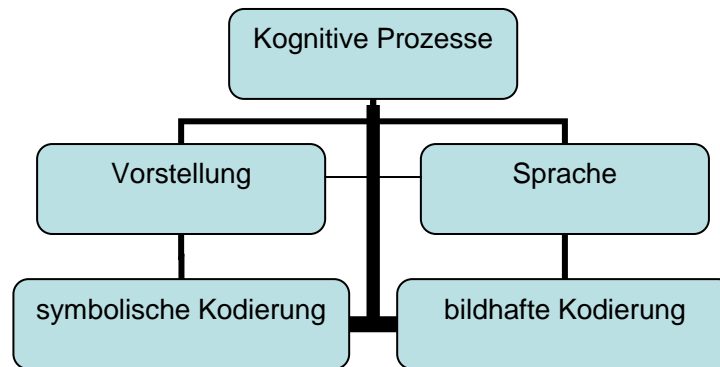 Kognitive Prozesse
Vorstellung
Sprache
symbolische Kodierung
bildhafte Kodierung